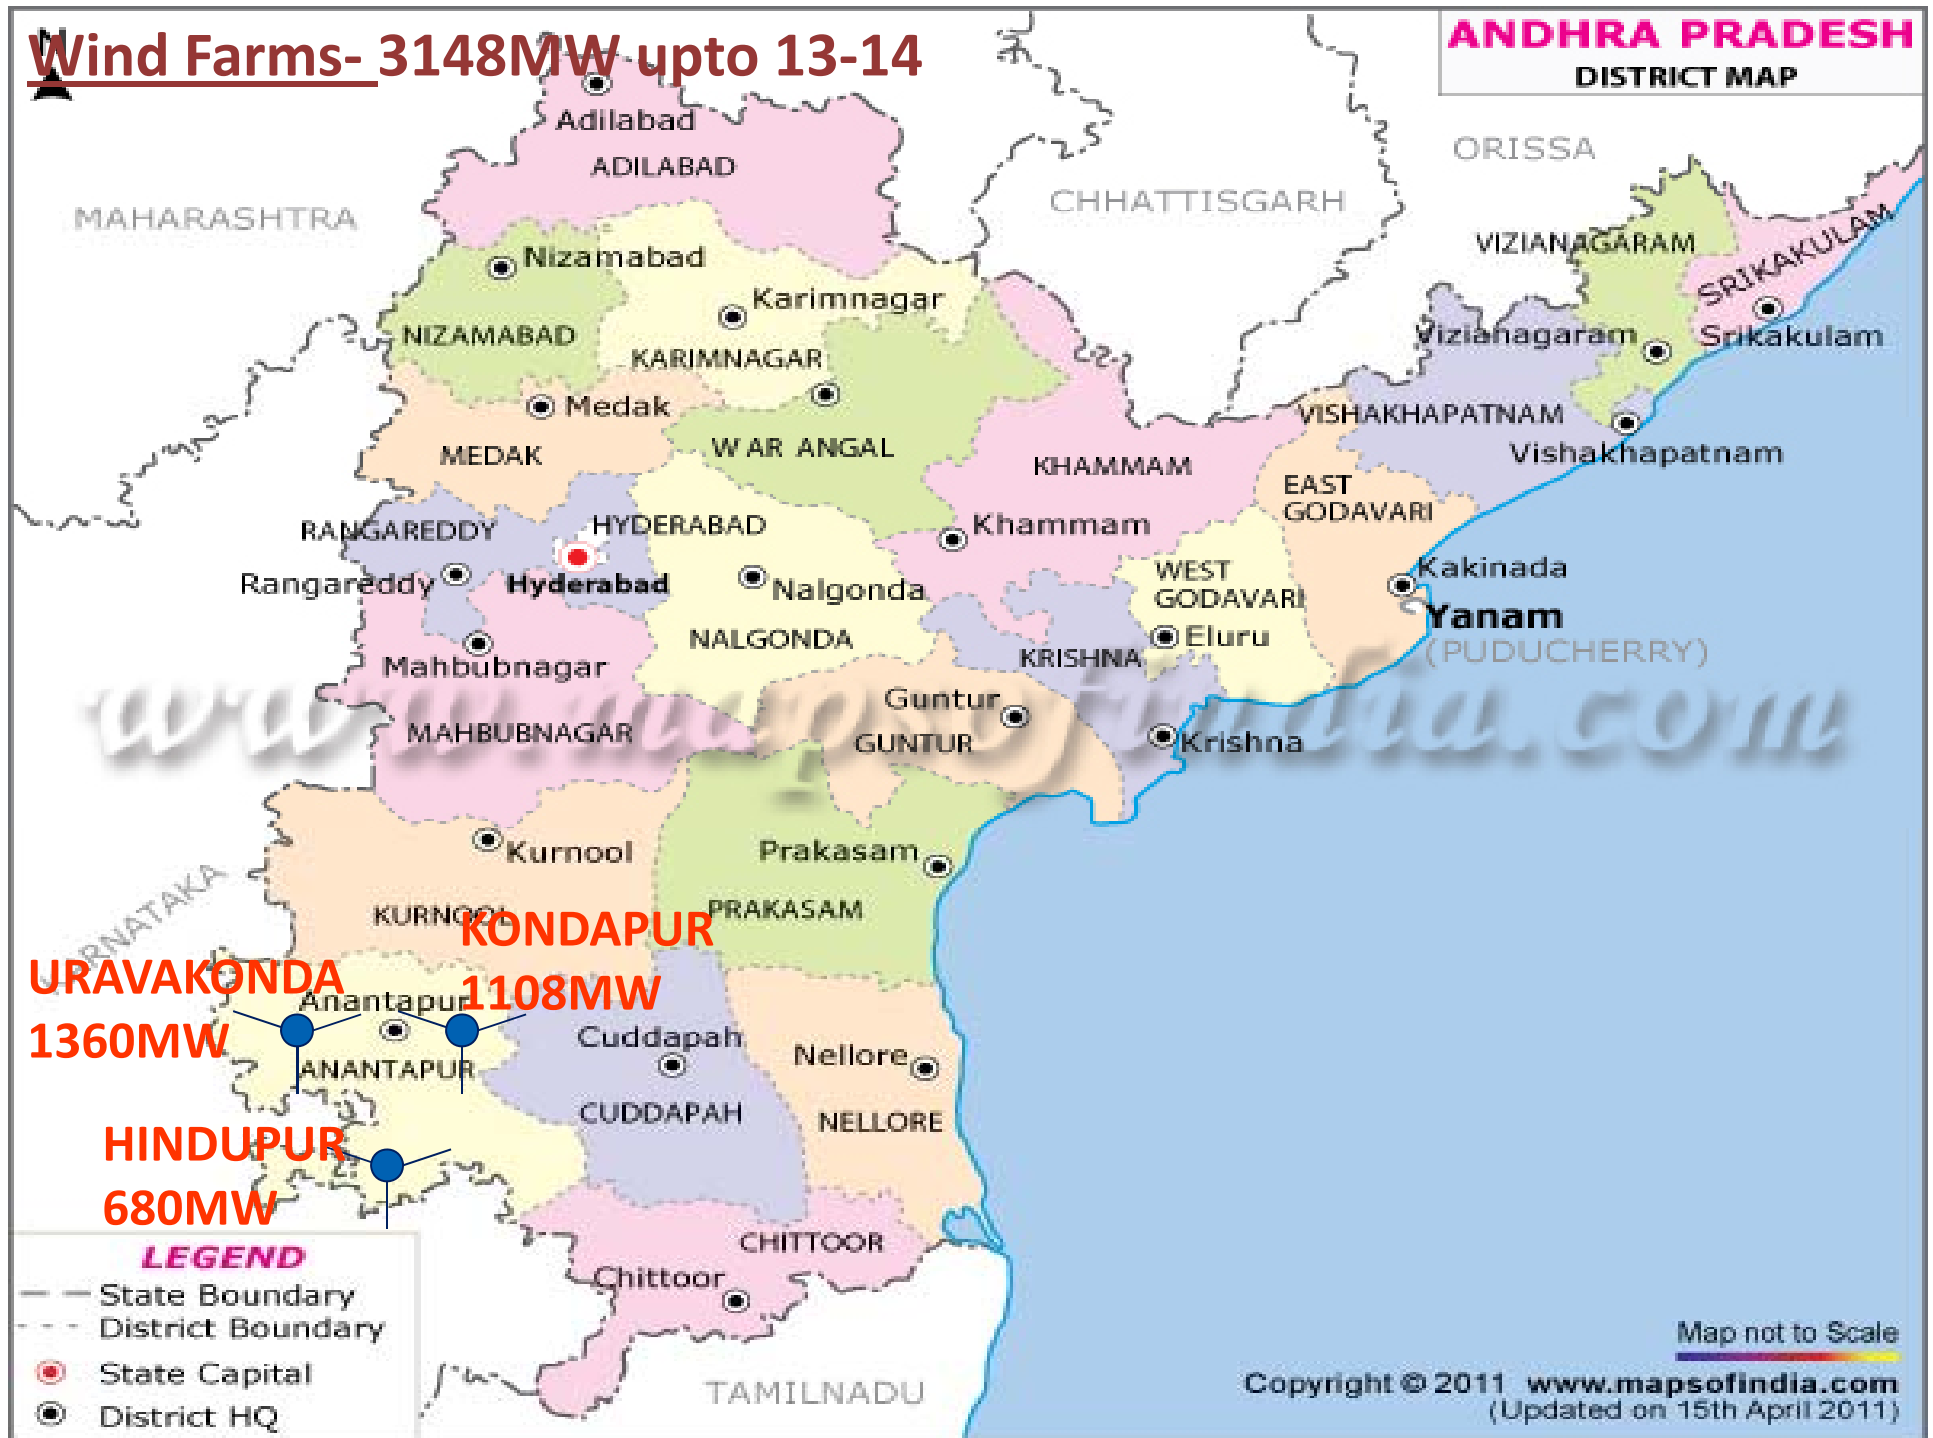 Wind Farms- 3148MW upto 13-14
N
ANDHRA PRADESH
DISTRICT MAP
ORISSA
CHHATTISGARH
MAHARASHTRA
Adilabad
ADILABAD
VIZIANAGARAM
SRIKAKULAM
Nizamabad
Karimnagar
NIZAMABAD
KARIMNAGAR
Vizianagaram
Srikakulam
Medak
MEDAK
WARANGAL
VISHAKHAPATNAM
Vishakhapatnam
KHAMMAM
EAST
GODAVARI
RANGAREDDY
HYDERABAD
Khammam
Rangareddy
Hyderabad
Nalgonda
WEST
GODAVARI
Kakinada
Yanam
(PUDUCHERRY)
NALGONDA
Eluru
KRISHNA
Mahbubnagar
MAHBUBNAGAR
Guntur
GUNTUR
Krishna
www.mapsofindia.com
Kurnool
Prakasam
KURNOOL
PRAKASAM
KARNATAKA
KONDAPUR
1108MW
URAVAKONDA
1360MW
Anantapur
ANANTAPUR
Cuddapah
CUDDAPAH
Nellore
NELLORE
HINDUPUR
680MW
CHITTOOR
Chittoor
TAMILNADU
LEGEND
State Boundary
District Boundary
State Capital
District HQ
Map not to Scale
Copyright © 2011 www.mapsofindia.com
(Updated on 15th April 2011)